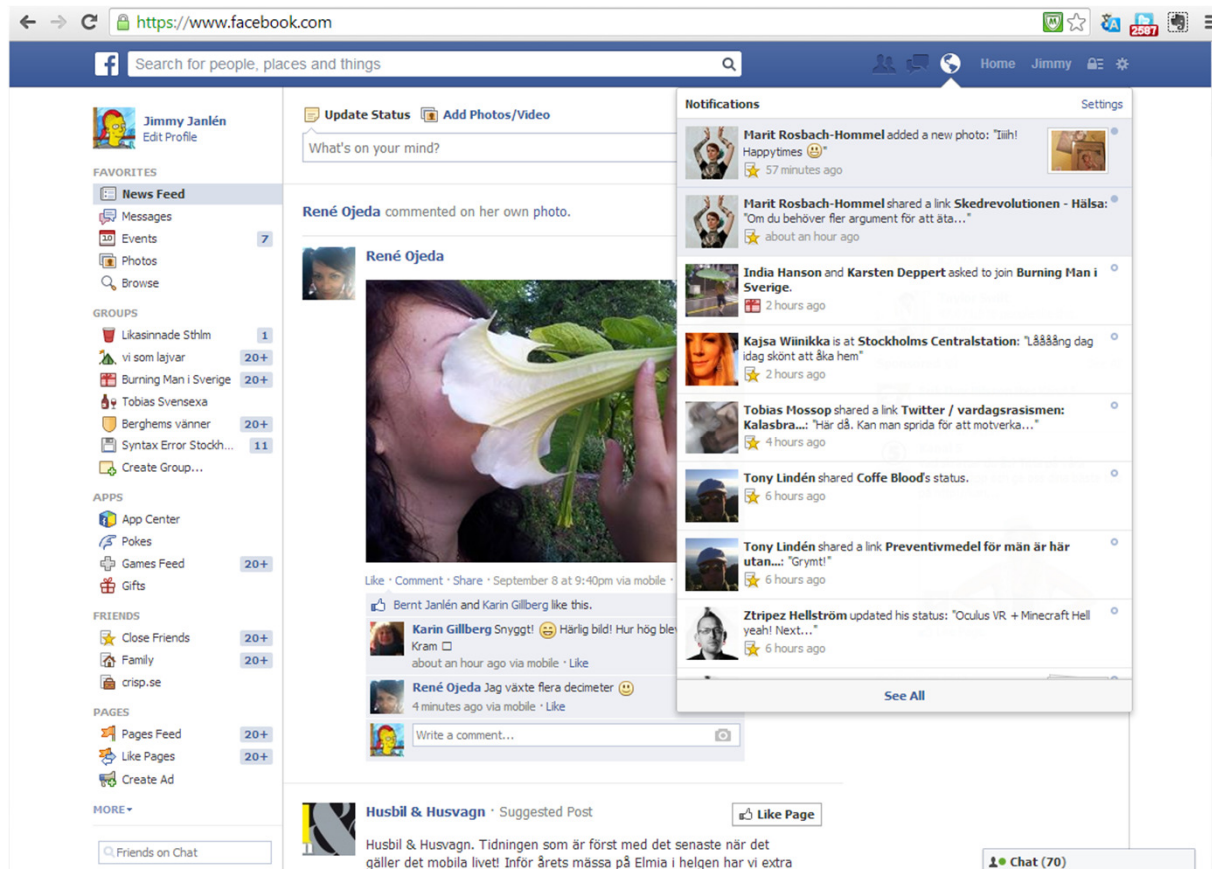 https://www.facebook.com
2587
f
Search for people, places and things
Home Jimmy
Jimmy Janlén
Edit Profile
FAVORITES
News Feed
Messages
Events 7
Photos
Browse
GROUPS
Likasinnade Sthlm 1
vi som lajvar 20+
Burning Man i Sverige 20+
Tobias Svensexa
Berghems vänner 20+
Syntax Error Stockh... 11
Create Group...
APPS
App Center
Pokes
Games Feed 20+
Gifts
FRIENDS
Close Friends 20+
Family 20+
crisp.se
PAGES
Pages Feed 20+
Like Pages 20+
Create Ad
MORE
Friends on Chat
Update Status Add Photos/Video
What's on your mind?
René Ojeda commented on her own photo.
René Ojeda
Like · Comment · Share · September 8 at 9:40pm via mobile ·
Bernt Janlén and Karin Gillberg like this.
Karin Gillberg Snyggt! Härlig bild! Hur hög blev
Kram
about an hour ago via mobile · Like
René Ojeda Jag växte flera decimeter
4 minutes ago via mobile · Like
Write a comment...
Husbil & Husvagn · Suggested Post
Like Page
Husbil & Husvagn. Tidningen som är först med det senaste när det
gäller det mobila livet! Inför årets mässa på Elmia i helgen har vi extra
Notifications Settings
Marit Rosbach-Hommel added a new photo: "Iiih!
Happytimes "
57 minutes ago
Marit Rosbach-Hommel shared a link Skedrevolutionen - Hälsa:
"Om du behöver fler argument för att äta..."
about an hour ago
India Hanson and Karsten Deppert asked to join Burning Man i
Sverige.
2 hours ago
Kajsa Wiinikka is at Stockholms Centralstation: "Låååång dag
idag skönt att åka hem"
2 hours ago
Tobias Mossop shared a link Twitter / vardagsrasismen:
Kalasbra...: "Här då. Kan man sprida för att motverka..."
4 hours ago
Tony Lindén shared Coffe Blood's status.
6 hours ago
Tony Lindén shared a link Preventivmedel för män är här
utan...: "Grymt!"
6 hours ago
Ztripez Hellström updated his status: "Oculus VR + Minecraft Hell
yeah! Next..."
6 hours ago
See All
Chat (70)